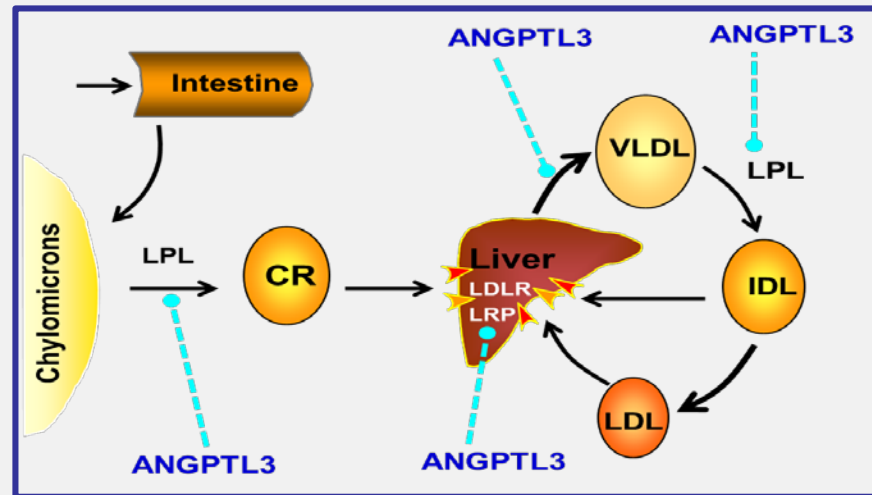 ANGPTL3
ANGPTL3
Intestine
VLDL
LPL
Chylomicrons
LPL
CR
Liver
LDLR
LRP
IDL
LDL
ANGPTL3
ANGPTL3